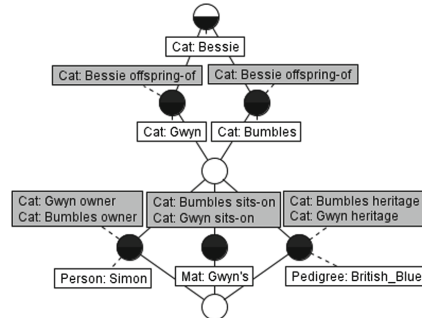 Cat: Bessie
Cat: Bessie offspring-of
Cat: Bessie offspring-of
Cat: Gwyn
Cat: Bumbles
Cat: Gwyn owner
Cat: Bumbles owner
Cat: Bumbles sits-on
Cat: Gwyn sits-on
Cat: Bumbles heritage
Cat: Gwyn heritage
Person: Simon
Mat: Gwyn's
Pedigree: British_Blue